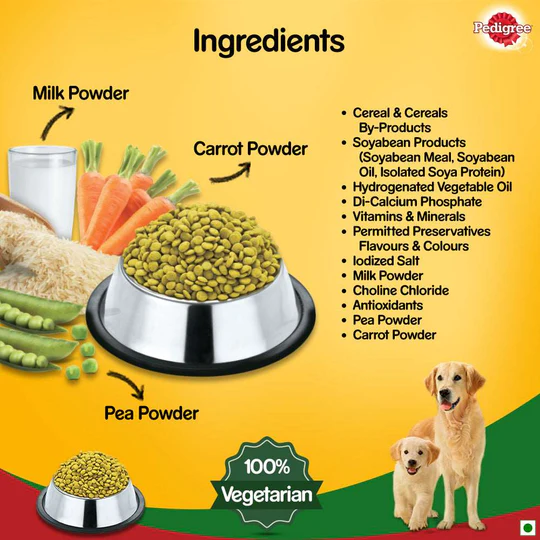 Ingredients
Pedigree
Milk Powder
Carrot Powder
• Cereal & Cereals
By-Products
• Soyabean Products
(Soyabean Meal, Soyabean
Oil, Isolated Soya Protein)
• Hydrogenated Vegetable Oil
• Di-Calcium Phosphate
• Vitamins & Minerals
• Permitted Preservatives
Flavours & Colours
• Iodized Salt
• Milk Powder
• Choline Chloride
• Antioxidants
• Pea Powder
• Carrot Powder
Pea Powder
100%
Vegetarian